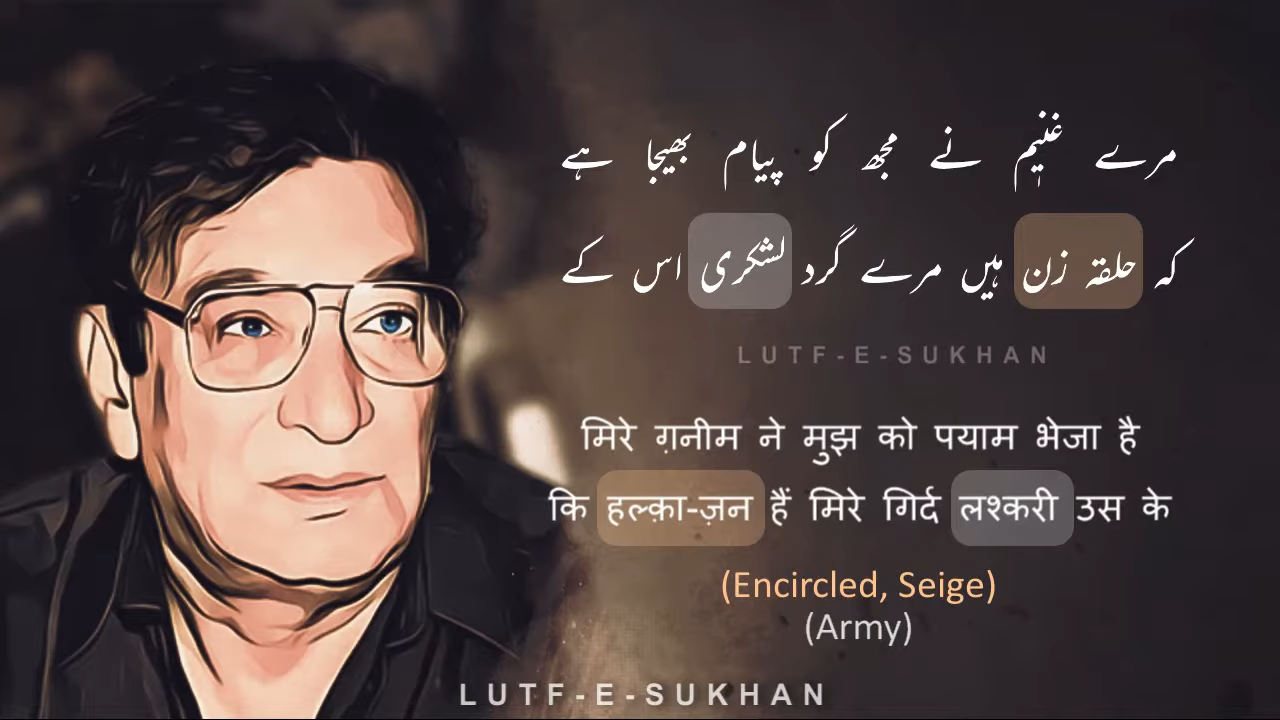 مرے غنیم نے مجھ کو پیام بھیجا ہے
کہ حلقہ زن ہیں مرے گرد لشکری اس کے
LUTF-E-SUKHAN
मिरे ग़नीम ने मुझ को पयाम भेजा है
कि हल्क़ा-ज़न हैं मिरे गिर्द लश्करी उस के
(Encircled, Seige)
(Army)
LUTF-E-SUKHAN